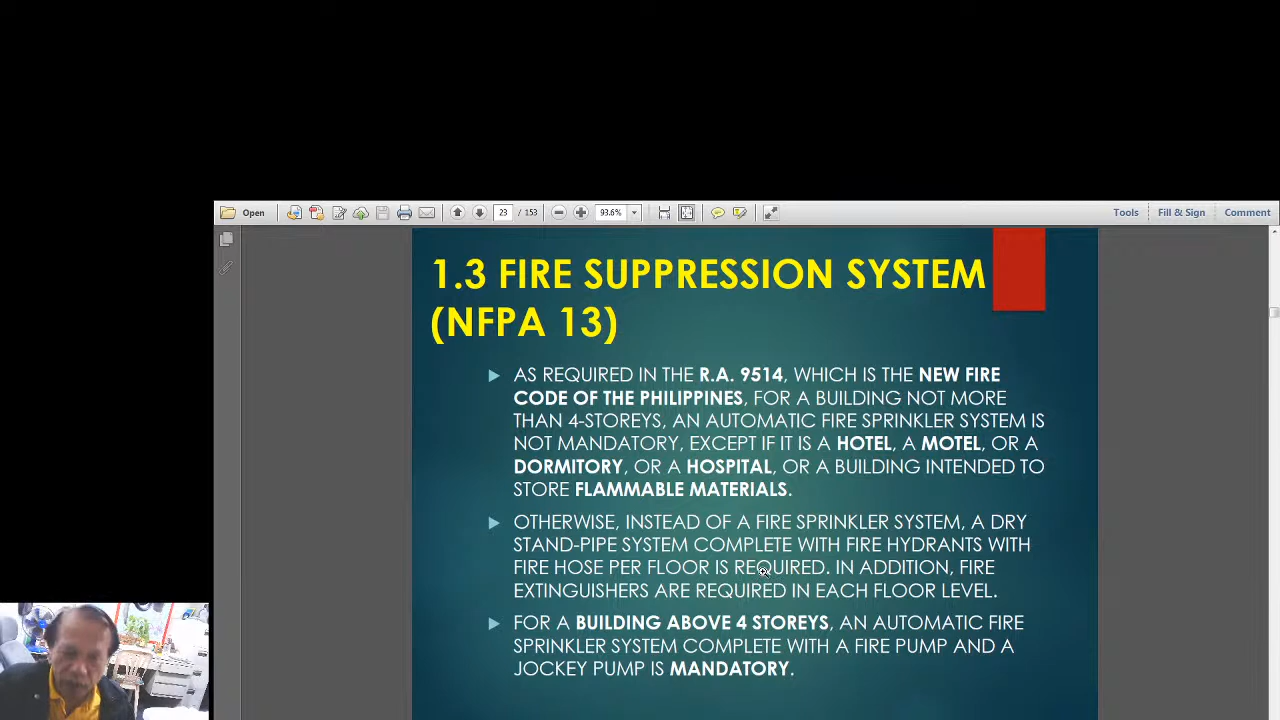 Open
23
/ 153
93.6%
Tools
Fill & Sign
Comment
1.3 FIRE SUPPRESSION SYSTEM
(NFPA 13)
AS REQUIRED IN THE R.A. 9514, WHICH IS THE NEW FIRE
CODE OF THE PHILIPPINES, FOR A BUILDING NOT MORE
THAN 4-STOREYS, AN AUTOMATIC FIRE SPRINKLER SYSTEM IS
NOT MANDATORY, EXCEPT IF IT IS A HOTEL, A MOTEL, OR A
DORMITORY, OR A HOSPITAL, OR A BUILDING INTENDED TO
STORE FLAMMABLE MATERIALS.
OTHERWISE, INSTEAD OF A FIRE SPRINKLER SYSTEM, A DRY
STAND-PIPE SYSTEM COMPLETE WITH FIRE HYDRANTS WITH
FIRE HOSE PER FLOOR IS REQUIRED. IN ADDITION, FIRE
EXTINGUISHERS ARE REQUIRED IN EACH FLOOR LEVEL.
FOR A BUILDING ABOVE 4 STOREYS, AN AUTOMATIC FIRE
SPRINKLER SYSTEM COMPLETE WITH A FIRE PUMP AND A
JOCKEY PUMP IS MANDATORY.